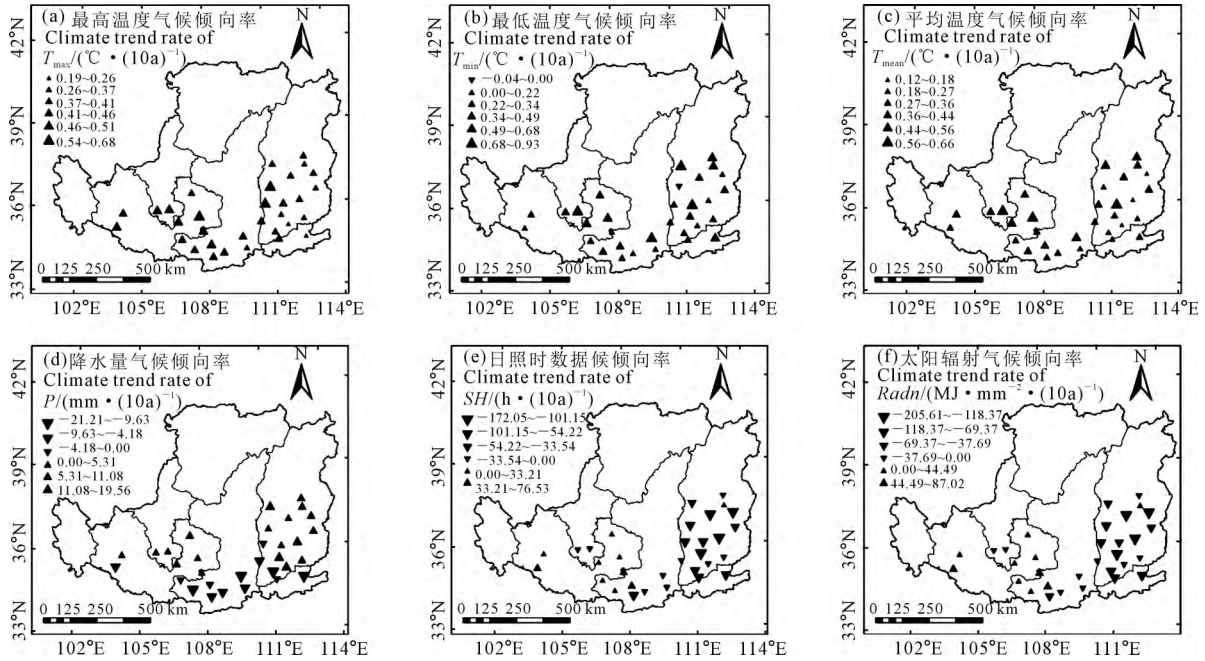 (a) 最高温度气候倾向率
Climate trend rate of
Tmax/(℃・(10a)⁻¹
0.19~0.26
0.26~0.37
0.37~0.41
0.41~0.46
0.46~0.51
0.54~0.68
N
42°N
39°N
36°N
33°N
0 125 250 500 km
102°E 105°E 108°E 111°E 114°E
(b) 最低温度气候倾向率
Climate trend rate of
Tmin/(℃・(10a)⁻¹
−0.04~0.00
0.00~0.22
0.22~0.34
0.34~0.49
0.49~0.68
0.68~0.93
N
42°N
39°N
36°N
33°N
0 125 250 500 km
102°E 105°E 108°E 111°E 114°E
(c) 平均温度气候倾向率
Climate trend rate of
Tmean/(℃・(10a)⁻¹
0.12~0.18
0.18~0.27
0.27~0.36
0.36~0.44
0.44~0.56
0.56~0.66
N
42°N
39°N
36°N
33°N
0 125 250 500 km
102°E 105°E 108°E 111°E 114°E
(d)降水量气候倾向率
Climate trend rate of
P/(mm・(10a)⁻¹
−21.21~−9.63
−9.63~−4.18
−4.18~0.00
0.00~5.31
5.31~11.08
11.08~19.56
N
42°N
39°N
36°N
33°N
0 125 250 500 km
102°E 105°E 108°E 111°E 114°E
(e)日照时数据候倾向率
Climate trend rate of
SH/(h・(10a)⁻¹
−172.05~−101.15
−101.15~−54.22
−54.22~−33.54
−33.54~0.00
0.00~33.21
33.21~76.53
N
42°N
39°N
36°N
33°N
0 125 250 500 km
102°E 105°E 108°E 111°E 114°E
(f)太阳辐射气候倾向率
Climate trend rate of
Radn/(MJ・mm⁻²・(10a)⁻¹
−205.61~−118.37
−118.37~−69.37
−69.37~−37.69
−37.69~0.00
0.00~44.49
44.49~87.02
N
42°N
39°N
36°N
33°N
0 125 250 500 km
102°E 105°E 108°E 111°E 114°E